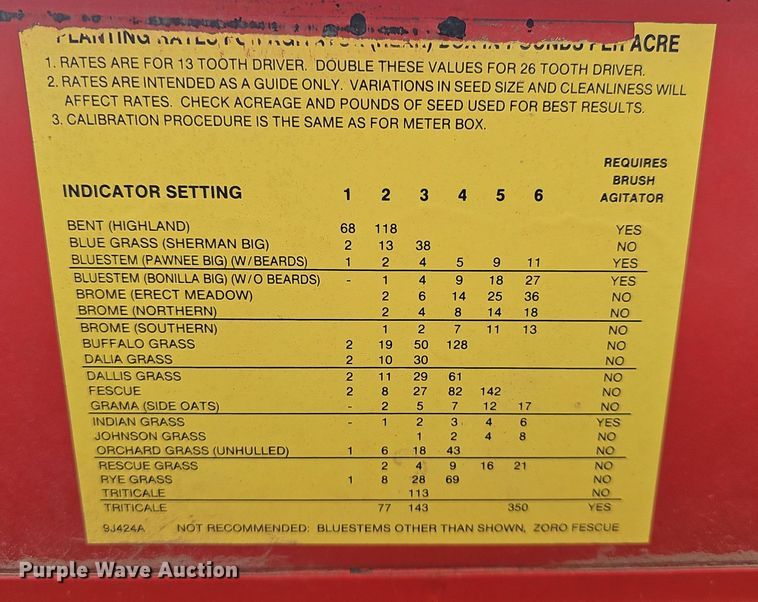 PLANTING RATES FOR AGITATOR (REAR) BOX IN POUNDS PER ACRE
1. RATES ARE FOR 13 TOOTH DRIVER. DOUBLE THESE VALUES FOR 26 TOOTH DRIVER.
2. RATES ARE INTENDED AS A GUIDE ONLY. VARIATIONS IN SEED SIZE AND CLEANLINESS WILL
AFFECT RATES. CHECK ACREAGE AND POUNDS OF SEED USED FOR BEST RESULTS.
3. CALIBRATION PROCEDURE IS THE SAME AS FOR METER BOX.
REQUIRES
BRUSH
INDICATOR SETTING 1 2 3 4 5 6 AGITATOR
BENT (HIGHLAND) 68 118 YES
BLUE GRASS (SHERMAN BIG) 2 13 38 NO
BLUESTEM (PAWNEE BIG) (W/BEARDS) 1 2 4 5 9 11 YES
BLUESTEM (BONILLA BIG) (W/O BEARDS) - 1 4 9 18 27 YES
BROME (ERECT MEADOW) 2 6 14 25 36 NO
BROME (NORTHERN) 2 4 8 14 18 NO
BROME (SOUTHERN) 1 2 7 11 13 NO
BUFFALO GRASS 2 19 50 128 NO
DALIA GRASS 2 10 30 NO
DALLIS GRASS 2 11 29 61 NO
FESCUE 2 8 27 82 142 NO
GRAMA (SIDE OATS) - 2 5 7 12 17 NO
INDIAN GRASS - 1 2 3 4 6 YES
JOHNSON GRASS 1 2 4 8 NO
ORCHARD GRASS (UNHULLED) 1 6 18 43 NO
RESCUE GRASS 2 4 9 16 21 NO
RYE GRASS 1 8 28 69 NO
TRITICALE 113 NO
TRITICALE 77 143 350 YES
9J424A NOT RECOMMENDED: BLUESTEMS OTHER THAN SHOWN, ZORO FESCUE
Purple Wave Auction